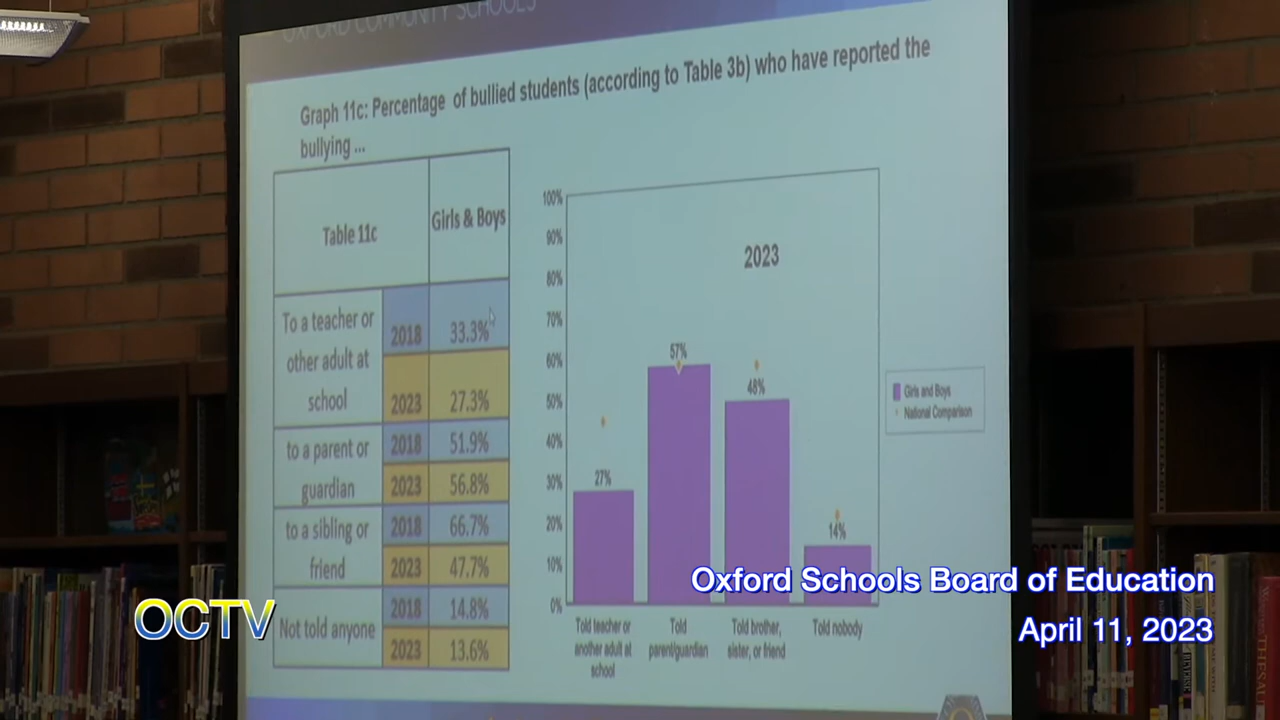 OXFORD COMMUNITY SCHOOLS
Graph 11c: Percentage of bullied students (according to Table 3b) who have reported the
bullying ...
Table 11c
Girls & Boys
To a teacher or
other adult at
school
2018
33.3%
2023
27.3%
to a parent or
guardian
2018
51.9%
2023
56.8%
to a sibling or
friend
2018
66.7%
2023
47.7%
Not told anyone
2018
14.8%
2023
13.6%
2023
100%
90%
80%
70%
60%
50%
40%
30%
20%
10%
0%
27%
57%
48%
14%
Told teacher or
another adult at
school
Told
parent/guardian
Told brother,
sister, or friend
Told nobody
Girls and Boys
National Comparison
OCTV
Oxford Schools Board of Education
April 11, 2023